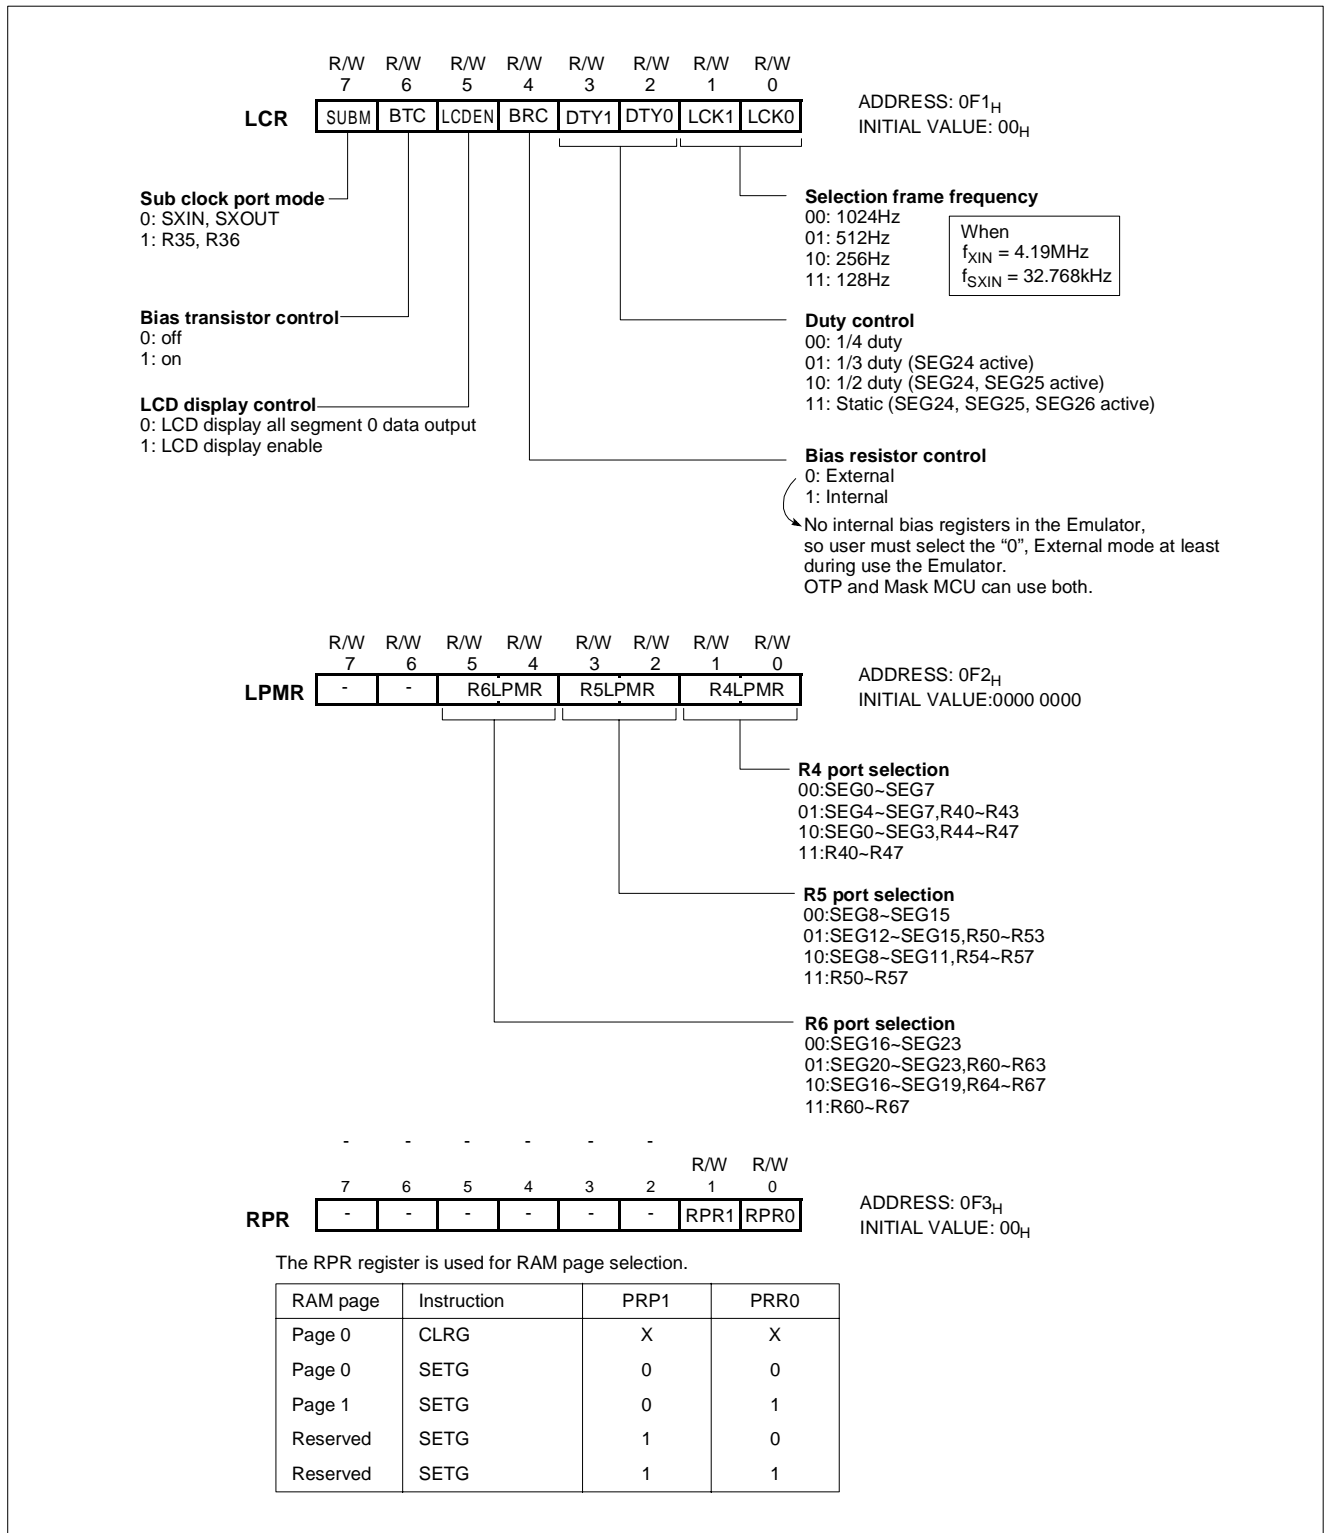 R/W R/W R/W R/W R/W R/W R/W R/W
7 6 5 4 3 2 1 0
LCR SUBM BTC LCDEN BRC DTY1 DTY0 LCK1 LCK0
ADDRESS: 0F1H
INITIAL VALUE: 00H
Sub clock port mode
0: SXIN, SXOUT
1: R35, R36
Bias transistor control
0: off
1: on
LCD display control
0: LCD display all segment 0 data output
1: LCD display enable
Selection frame frequency
00: 1024Hz
01: 512Hz
10: 256Hz
11: 128Hz
When
fXIN = 4.19MHz
fSXIN = 32.768kHz
Duty control
00: 1/4 duty
01: 1/3 duty (SEG24 active)
10: 1/2 duty (SEG24, SEG25 active)
11: Static (SEG24, SEG25, SEG26 active)
Bias resistor control
0: External
1: Internal
No internal bias registers in the Emulator,
so user must select the “0”, External mode at least
during use the Emulator.
OTP and Mask MCU can use both.
R/W R/W R/W R/W R/W R/W R/W R/W
7 6 5 4 3 2 1 0
LPMR - - R6LPMR R5LPMR R4LPMR
ADDRESS: 0F2H
INITIAL VALUE:0000 0000
R4 port selection
00:SEG0~SEG7
01:SEG4~SEG7,R40~R43
10:SEG0~SEG3,R44~R47
11:R40~R47
R5 port selection
00:SEG8~SEG15
01:SEG12~SEG15,R50~R53
10:SEG8~SEG11,R54~R57
11:R50~R57
R6 port selection
00:SEG16~SEG23
01:SEG20~SEG23,R60~R63
10:SEG16~SEG19,R64~R67
11:R60~R67
- - - - - -
R/W R/W
7 6 5 4 3 2 1 0
RPR - - - - - - RPR1 RPR0
ADDRESS: 0F3H
INITIAL VALUE: 00H
The RPR register is used for RAM page selection.
RAM page Instruction PRP1 PRR0
Page 0 CLRG X X
Page 0 SETG 0 0
Page 1 SETG 0 1
Reserved SETG 1 0
Reserved SETG 1 1